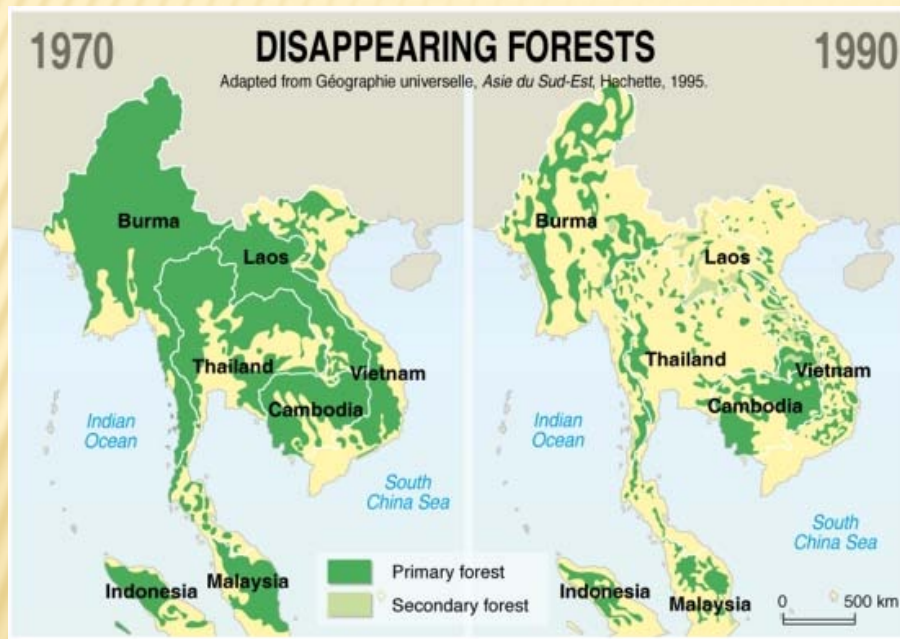 1970
DISAPPEARING FORESTS
1990
Adapted from Géographie universelle, Asie du Sud-Est, Hachette, 1995.
Burma
Laos
Thailand
Vietnam
Cambodia
Indian
Ocean
South
China Sea
Indonesia
Malaysia
Burma
Laos
Thailand
Vietnam
Cambodia
Indian
Ocean
South
China Sea
Indonesia
Malaysia
Primary forest
Secondary forest
0 500 km